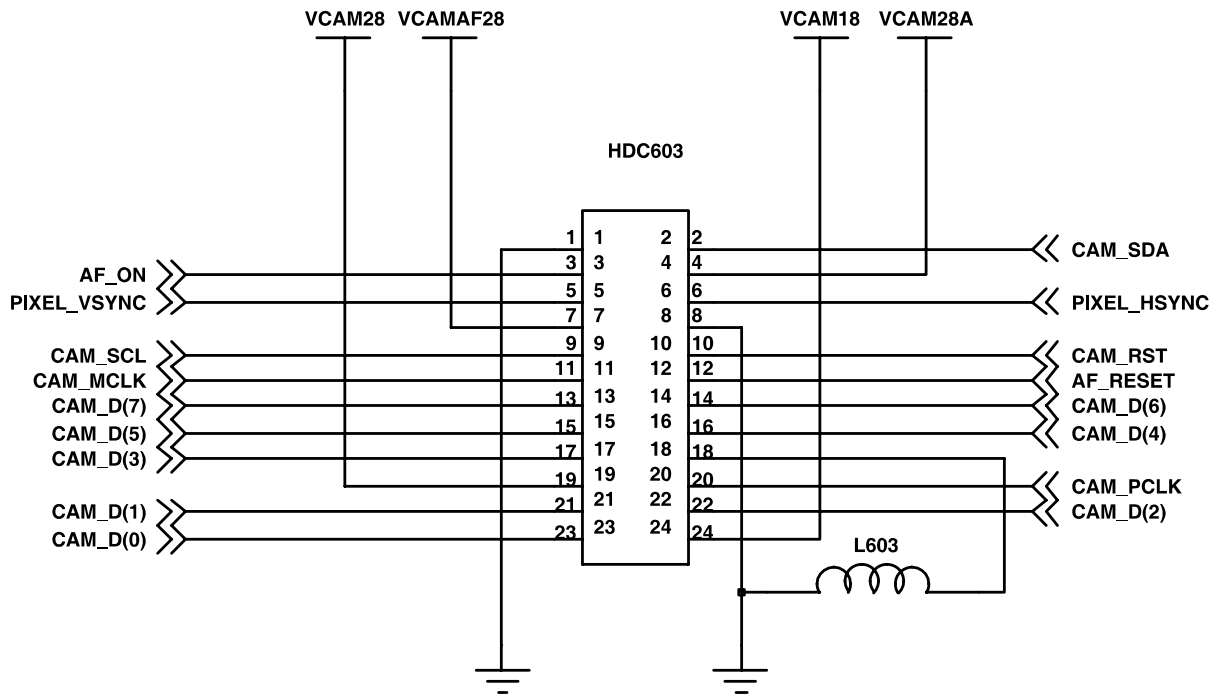 VCAM28 VCAMAF28 VCAM18 VCAM28A
HDC603
1 1 2 2 CAM_SDA
AF_ON 3 3 4 4
PIXEL_VSYNC 5 5 6 6 PIXEL_HSYNC
7 7 8 8
CAM_SCL 9 9 10 10 CAM_RST
CAM_MCLK 11 11 12 12 AF_RESET
CAM_D(7) 13 13 14 14 CAM_D(6)
CAM_D(5) 15 15 16 16 CAM_D(4)
CAM_D(3) 17 17 18 18
19 19 20 20 CAM_PCLK
CAM_D(1) 21 21 22 22 CAM_D(2)
CAM_D(0) 23 23 24 24
L603